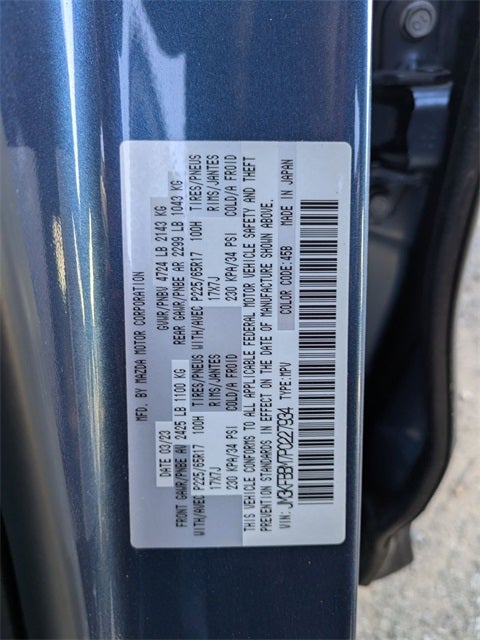 MFD. BY MAZDA MOTOR CORPORATION
DATE 03/23 GVWR/PNBV 4724 LB 2143 KG
FRONT GAWR/PNBE AV 2425 LB 1100 KG REAR GAWR/PNBE AR 2299 LB 1043 KG
WITH/AVEC P225/65R17 100H TIRES/PNEUS WITH/AVEC P225/65R17 100H TIRES/PNEUS
17X7J RIMS/JANTES 17X7J RIMS/JANTES
230 KPA/34 PSI COLD/A FROID 230 KPA/34 PSI COLD/A FROID
THIS VEHICLE CONFORMS TO ALL APPLICABLE FEDERAL MOTOR VEHICLE SAFETY AND THEFT
PREVENTION STANDARDS IN EFFECT ON THE DATE OF MANUFACTURE SHOWN ABOVE.
VIN: JM3KFBBM7P0227934 TYPE:MPV COLOR CODE:45B MADE IN JAPAN